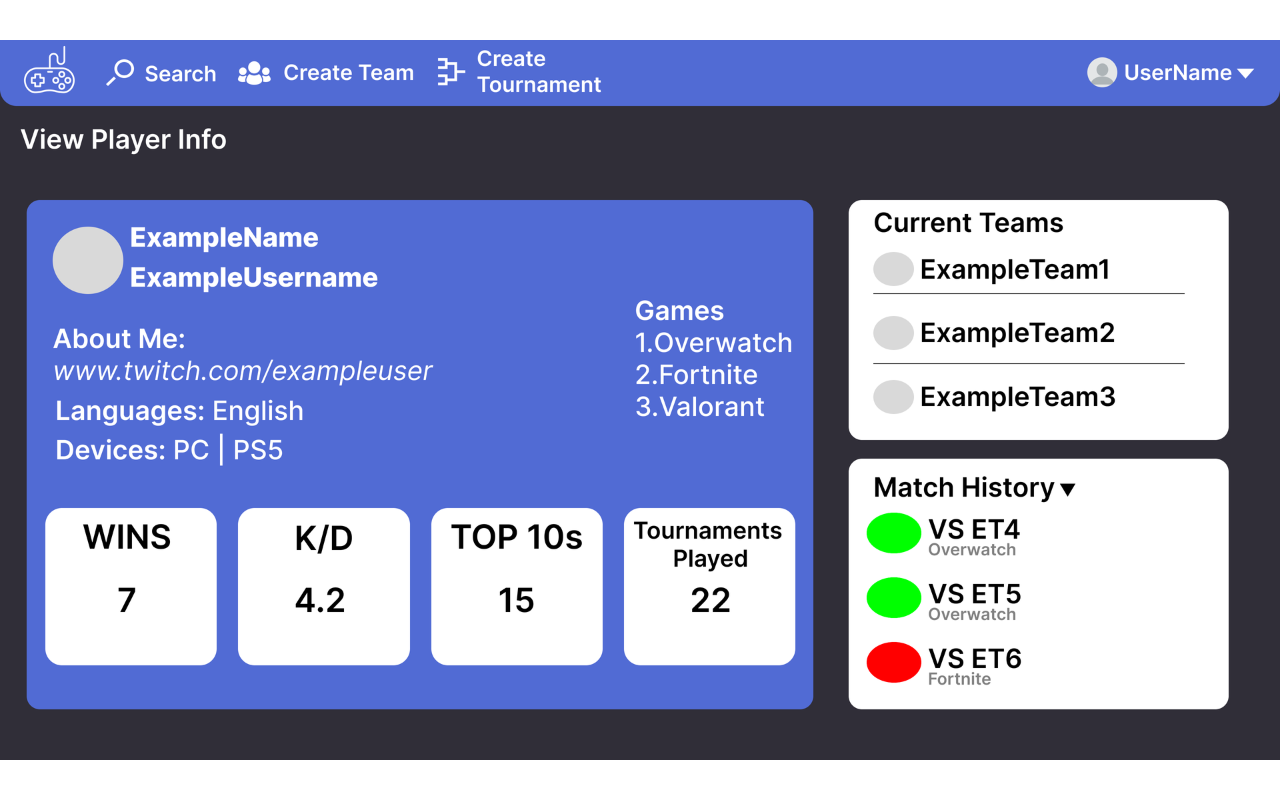 Search
Create Team
Create
Tournament
UserName
View Player Info
ExampleName
ExampleUsername
About Me:
www.twitch.com/exampleuser
Languages: English
Devices: PC | PS5
Games
1.Overwatch
2.Fortnite
3.Valorant
WINS
7
K/D
4.2
TOP 10s
15
Tournaments
Played
22
Current Teams
ExampleTeam1
ExampleTeam2
ExampleTeam3
Match History
VS ET4
Overwatch
VS ET5
Overwatch
VS ET6
Fortnite